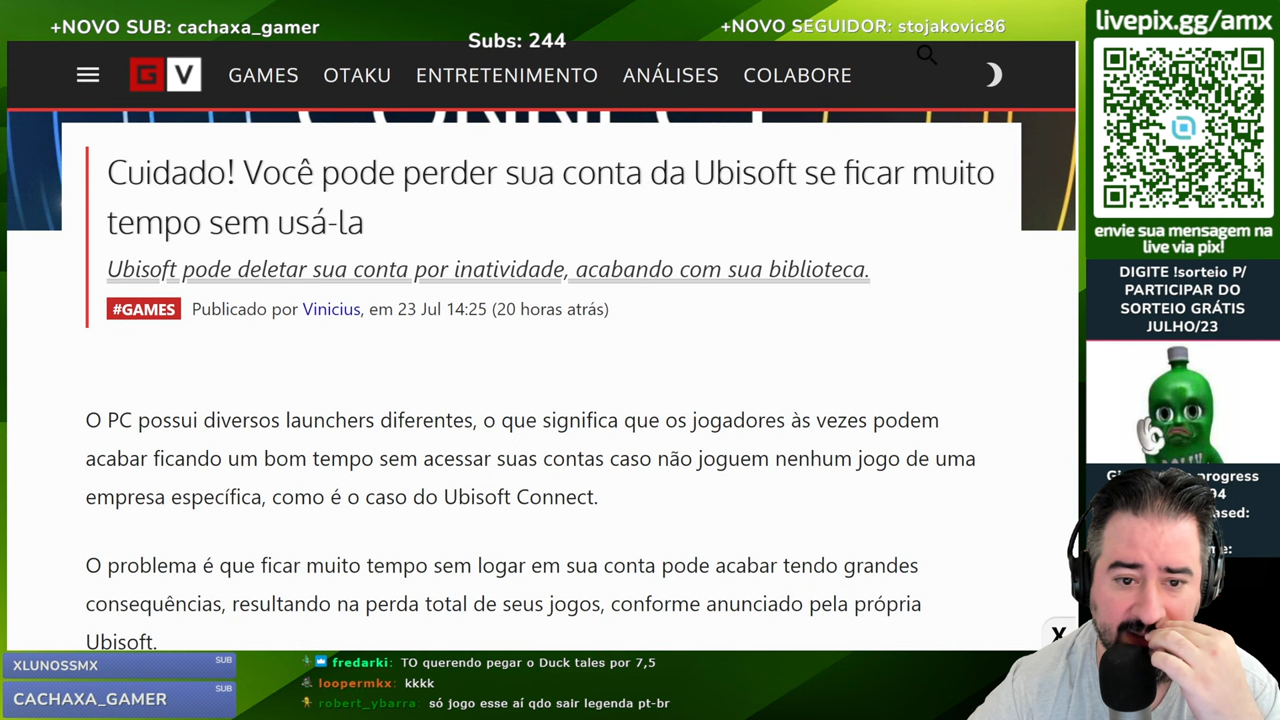 +NOVO SUB: cachaxa_gamer
Subs: 244
+NOVO SEGUIDOR: stojakovic86
livepix.gg/amx
G V GAMES OTAKU ENTRETENIMENTO ANÁLISES COLABORE
Cuidado! Você pode perder sua conta da Ubisoft se ficar muito
tempo sem usá-la
Ubisoft pode deletar sua conta por inatividade, acabando com sua biblioteca.
#GAMES Publicado por Vinicius, em 23 Jul 14:25 (20 horas atrás)
O PC possui diversos launchers diferentes, o que significa que os jogadores às vezes podem
acabar ficando um bom tempo sem acessar suas contas caso não joguem nenhum jogo de uma
empresa específica, como é o caso do Ubisoft Connect.
O problema é que ficar muito tempo sem logar em sua conta pode acabar tendo grandes
consequências, resultando na perda total de seus jogos, conforme anunciado pela própria
Ubisoft.
X
envie sua mensagem na
live via pix!
DIGITE !sorteio P/
PARTICIPAR DO
SORTEIO GRÁTIS
JULHO/23
progress
XLUNOSSMX SUB
CACHAXA_GAMER SUB
fredarki: TO querendo pegar o Duck tales por 7,5
loopermkx: kkkk
robert_ybarra: só jogo esse aí qdo sair legenda pt-br